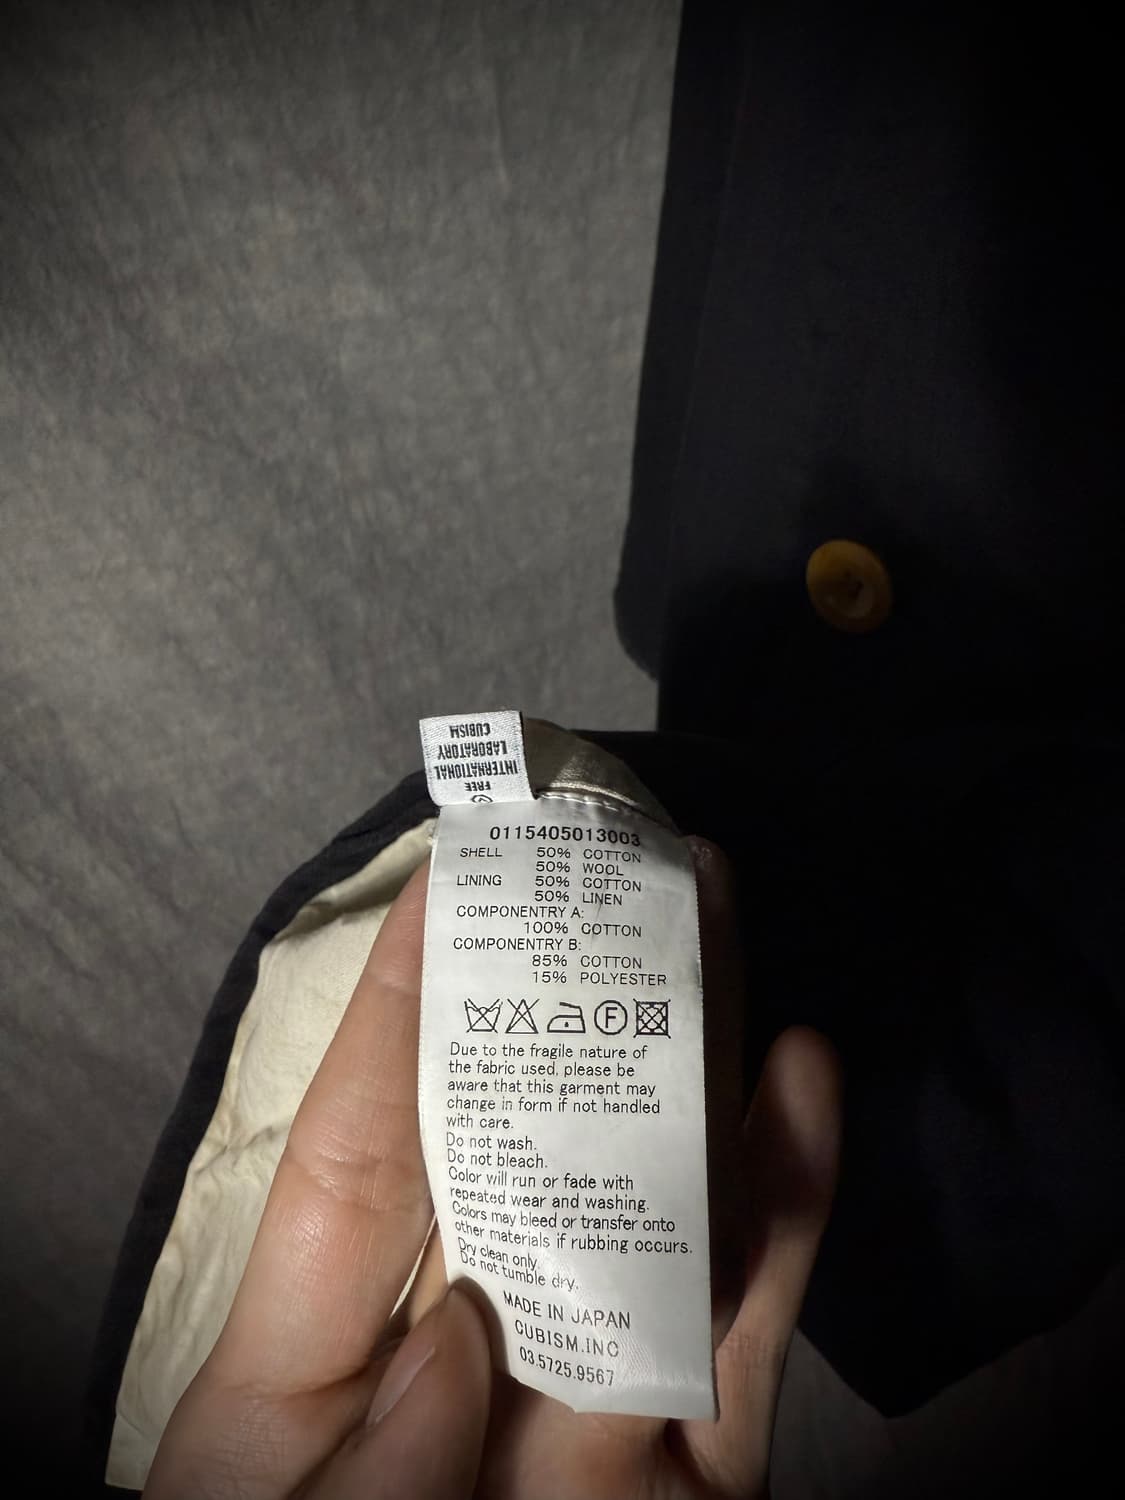 FREE
INTERNATIONAL
LABORATORY
CUBISM
0115405013003
SHELL 50% COTTON
50% WOOL
LINING 50% COTTON
50% LINEN
COMPONENTRY A:
100% COTTON
COMPONENTRY B:
85% COTTON
15% POLYESTER
F
Due to the fragile nature of
the fabric used, please be
aware that this garment may
change in form if not handled
with care.
Do not wash.
Do not bleach.
Color will run or fade with
repeated wear and washing.
Colors may bleed or transfer onto
other materials if rubbing occurs.
Dry clean only.
Do not tumble dry.
MADE IN JAPAN
CUBISM.INC
03.5725.9567